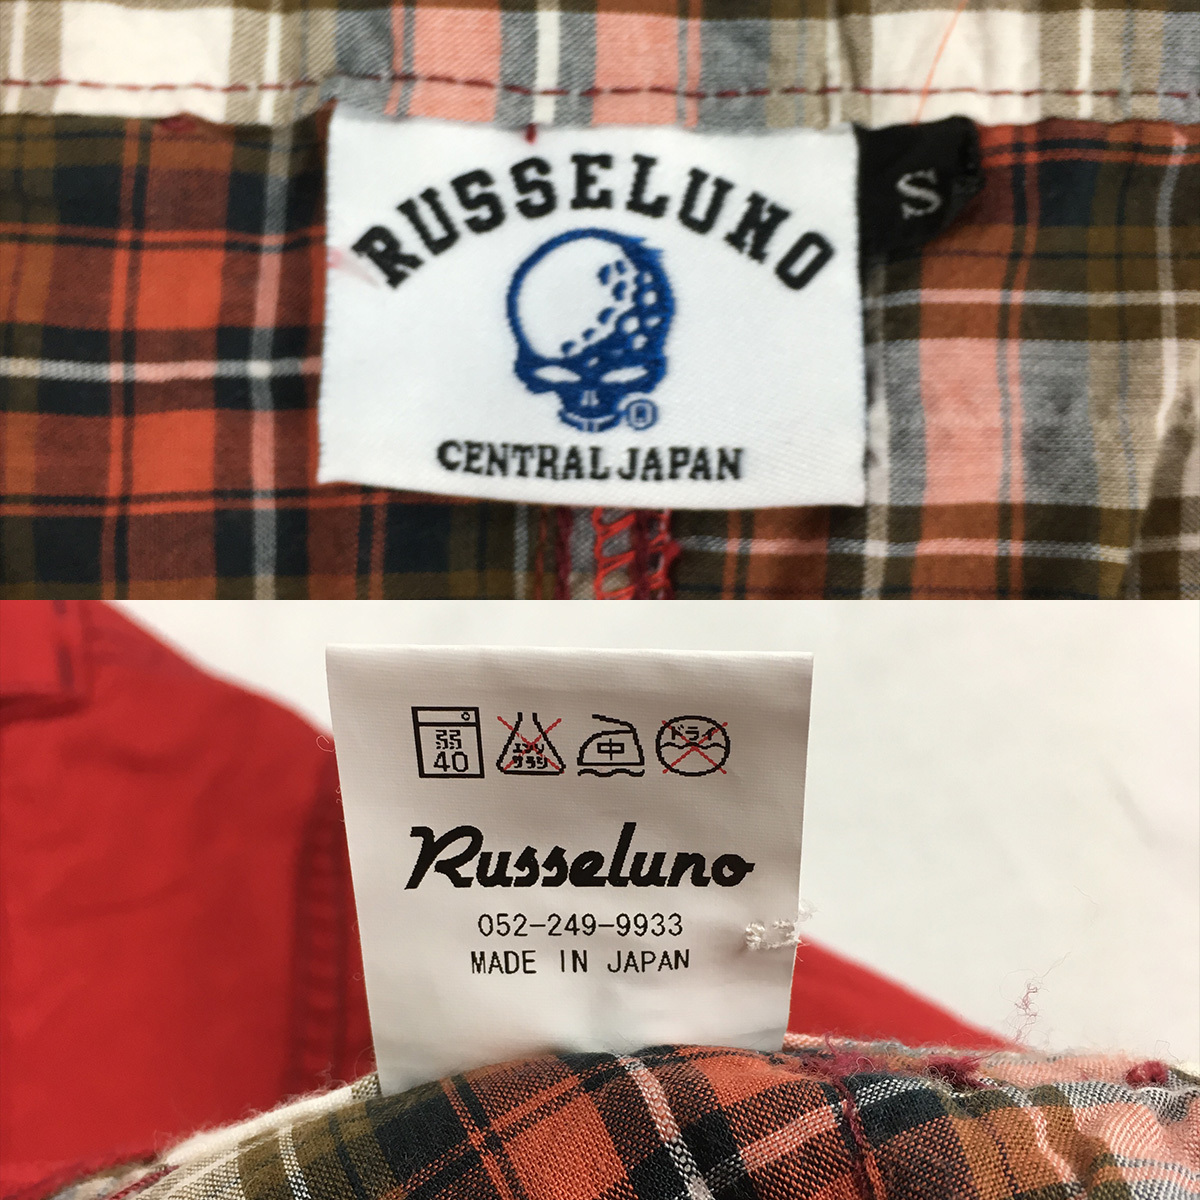 RUSSELUNO
S
®
CENTRAL JAPAN
弱
40
エンソ
サラシ
中
ドライ
Russeluno
052-249-9933
MADE IN JAPAN